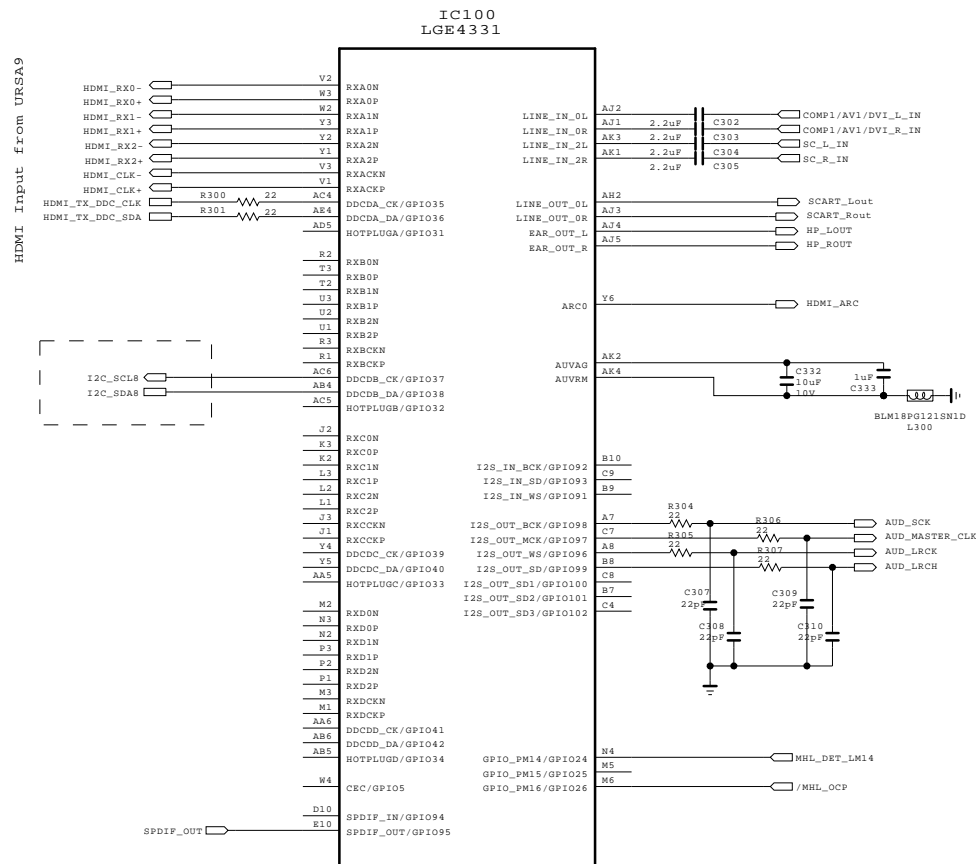 IC100
LGE4331
HDMI Input from URSA9
HDMI_RX0- V2 RXA0N
HDMI_RX0+ W3 RXA0P
HDMI_RX1- W2 RXA1N
HDMI_RX1+ Y3 RXA1P
HDMI_RX2- Y2 RXA2N
HDMI_RX2+ Y1 RXA2P
HDMI_CLK- V3 RXACKN
HDMI_CLK+ V1 RXACKP
HDMI_TX_DDC_CLK R300 22 AC4 DDCDA_CK/GPIO35
HDMI_TX_DDC_SDA R301 22 AE4 DDCDA_DA/GPIO36
AD5 HOTPLUGA/GPIO31
R2 RXB0N
T3 RXB0P
T2 RXB1N
U3 RXB1P
U2 RXB2N
U1 RXB2P
R3 RXBCKN
R1 RXBCKP
I2C_SCL8 AC6 DDCDB_CK/GPIO37
I2C_SDA8 AB4 DDCDB_DA/GPIO38
AC5 HOTPLUGB/GPIO32
J2 RXC0N
K3 RXC0P
K2 RXC1N
L3 RXC1P
L2 RXC2N
L1 RXC2P
J3 RXCCKN
J1 RXCCKP
Y4 DDCDC_CK/GPIO39
Y5 DDCDC_DA/GPIO40
AA5 HOTPLUGC/GPIO33
M2 RXD0N
N3 RXD0P
N2 RXD1N
P3 RXD1P
P2 RXD2N
P1 RXD2P
M3 RXDCKN
M1 RXDCKP
AA6 DDCDD_CK/GPIO41
AB6 DDCDD_DA/GPIO42
AB5 HOTPLUGD/GPIO34
W4 CEC/GPIO5
D10 SPDIF_IN/GPIO94
SPDIF_OUT E10 SPDIF_OUT/GPIO95
LINE_IN_0L AJ2 2.2uF C302 COMP1/AV1/DVI_L_IN
LINE_IN_0R AJ1 2.2uF C303 COMP1/AV1/DVI_R_IN
LINE_IN_2L AK3 2.2uF C304 SC_L_IN
LINE_IN_2R AK1 2.2uF C305 SC_R_IN
LINE_OUT_0L AH2 SCART_Lout
LINE_OUT_0R AJ3 SCART_Rout
EAR_OUT_L AJ4 HP_LOUT
EAR_OUT_R AJ5 HP_ROUT
ARC0 Y6 HDMI_ARC
AUVAG AK2
AUVRM AK4
C332
10uF
10V
1uF
C333
BLM18PG121SN1D
L300
I2S_IN_BCK/GPIO92 B10
I2S_IN_SD/GPIO93 C9
I2S_IN_WS/GPIO91 B9
I2S_OUT_BCK/GPIO98 A7 R304 22 AUD_SCK
I2S_OUT_MCK/GPIO97 C7 R306 22 AUD_MASTER_CLK
I2S_OUT_WS/GPIO96 A8 R305 22 AUD_LRCK
I2S_OUT_SD/GPIO99 B8 R307 22 AUD_LRCH
I2S_OUT_SD1/GPIO100 C8
I2S_OUT_SD2/GPIO101 B7
I2S_OUT_SD3/GPIO102 C4
C307
22pF
C308
22pF
C309
22pF
C310
22pF
GPIO_PM14/GPIO24 N4 MHL_DET_LM14
GPIO_PM15/GPIO25 M5
GPIO_PM16/GPIO26 M6 /MHL_OCP